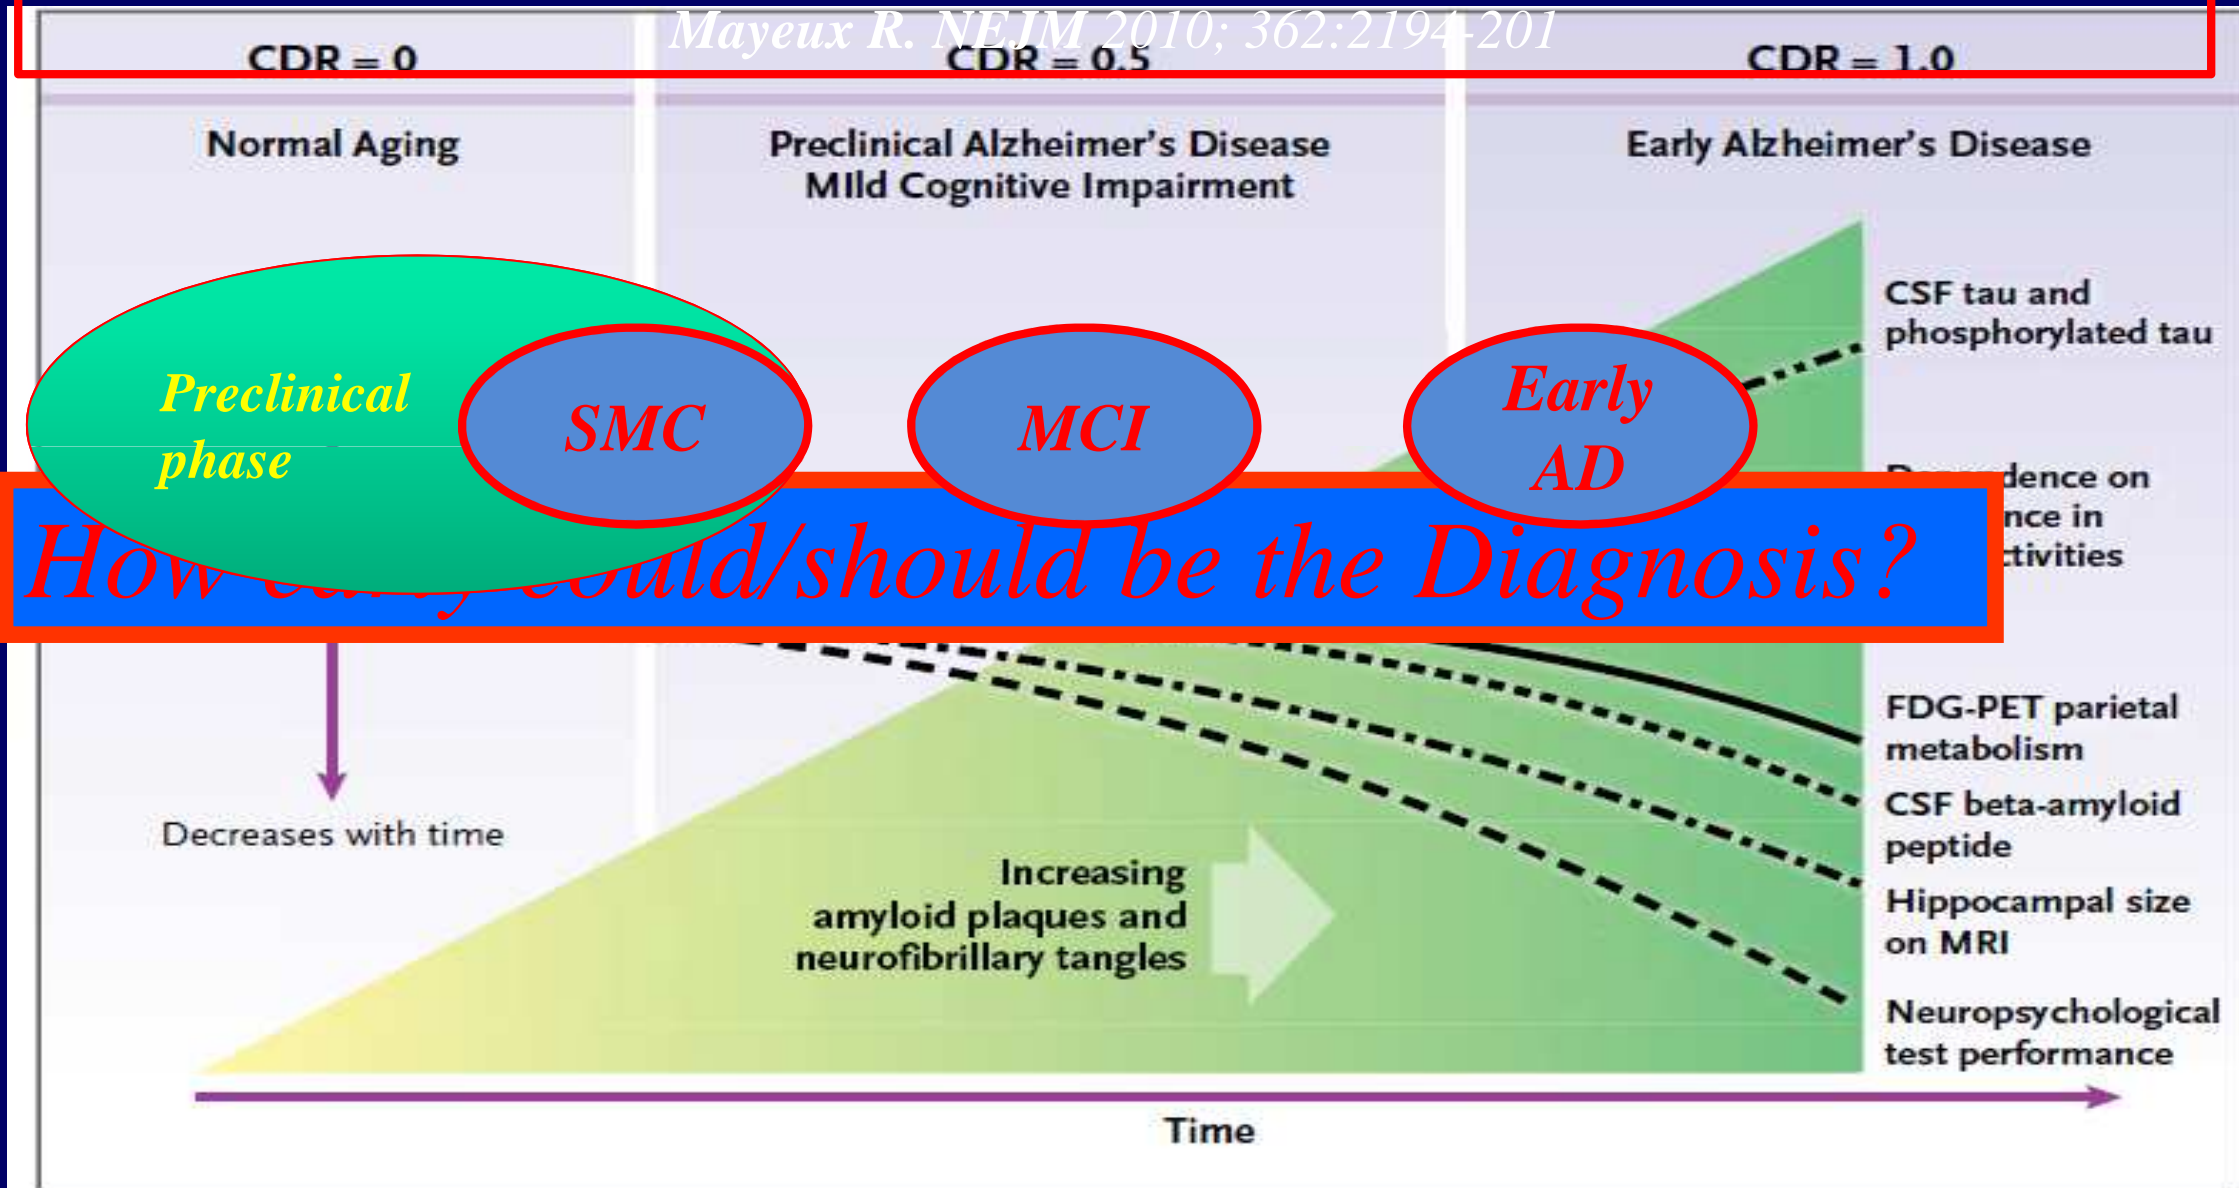 Mayeux R. NEJM 2010; 362:2194-201
CDR = 0
CDR = 0.5
CDR = 1.0
Normal Aging
Preclinical Alzheimer's Disease
MIld Cognitive Impairment
Early Alzheimer's Disease
CSF tau and
phosphorylated tau
Preclinical
phase
SMC
MCI
Early
AD
on
in
How could/should be the Diagnosis?
FDG-PET parietal
metabolism
CSF beta-amyloid
peptide
Hippocampal size
on MRI
Neuropsychological
test performance
Decreases with time
Increasing
amyloid plaques and
neurofibrillary tangles
Time